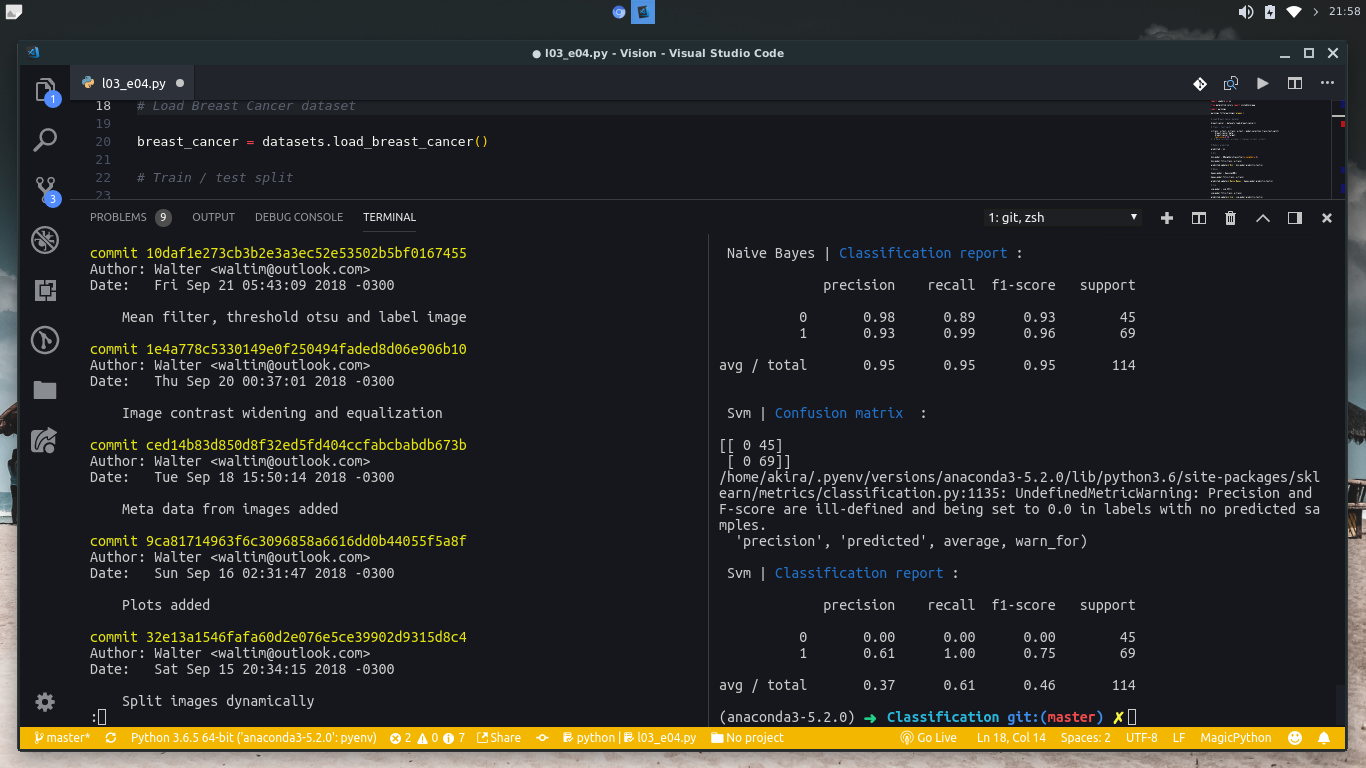 21:58
● l03_e04.py - Vision - Visual Studio Code
1
3
l03_e04.py ●
18 # Load Breast Cancer dataset
19
20 breast_cancer = datasets.load_breast_cancer()
21
22 # Train / test split
23
PROBLEMS 9 OUTPUT DEBUG CONSOLE TERMINAL 1: git, zsh
commit 10daf1e273cb3b2e3a3ec52e53502b5bf0167455
Author: Walter <waltim@outlook.com>
Date:   Fri Sep 21 05:43:09 2018 -0300
Mean filter, threshold otsu and label image
commit 1e4a778c5330149e0f250494faded8d06e906b10
Author: Walter <waltim@outlook.com>
Date:   Thu Sep 20 00:37:01 2018 -0300
Image contrast widening and equalization
commit ced14b83d850d8f32ed5fd404ccfabcbabdb673b
Author: Walter <waltim@outlook.com>
Date:   Tue Sep 18 15:50:14 2018 -0300
Meta data from images added
commit 9ca81714963f6c3096858a6616dd0b44055f5a8f
Author: Walter <waltim@outlook.com>
Date:   Sun Sep 16 02:31:47 2018 -0300
Plots added
commit 32e13a1546fafa60d2e076e5ce39902d9315d8c4
Author: Walter <waltim@outlook.com>
Date:   Sat Sep 15 20:34:15 2018 -0300
Split images dynamically
:
Naive Bayes | Classification report :
precision recall f1-score support
0 0.98 0.89 0.93 45
1 0.93 0.99 0.96 69
avg / total 0.95 0.95 0.95 114
Svm | Confusion matrix  :
[[ 0 45]
[ 0 69]]
/home/akira/.pyenv/versions/anaconda3-5.2.0/lib/python3.6/site-packages/skl
earn/metrics/classification.py:1135: UndefinedMetricWarning: Precision and
F-score are ill-defined and being set to 0.0 in labels with no predicted sa
mples.
'precision', 'predicted', average, warn_for)
Svm | Classification report :
precision recall f1-score support
0 0.00 0.00 0.00 45
1 0.61 1.00 0.75 69
avg / total 0.37 0.61 0.46 114
(anaconda3-5.2.0) ➜ Classification git:(master) ✗
master* Python 3.6.5 64-bit ('anaconda3-5.2.0': pyenv) 2 0 7 Share python | l03_e04.py No project Go Live Ln 18, Col 14 Spaces: 2 UTF-8 LF MagicPython